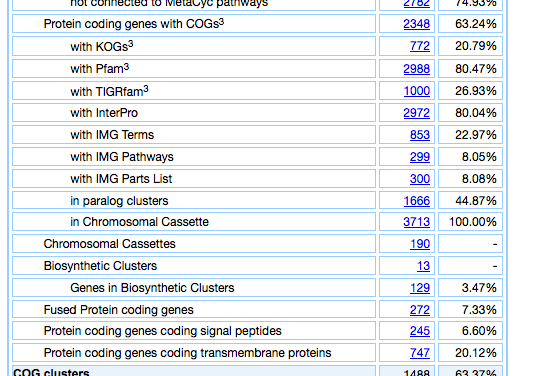 not connected to MetaCyc pathways 2782 74.93%
Protein coding genes with COGs3 2348 63.24%
with KOGs3 772 20.79%
with Pfam3 2988 80.47%
with TIGRfam3 1000 26.93%
with InterPro 2972 80.04%
with IMG Terms 853 22.97%
with IMG Pathways 299 8.05%
with IMG Parts List 300 8.08%
in paralog clusters 1666 44.87%
in Chromosomal Cassette 3713 100.00%
Chromosomal Cassettes 190 -
Biosynthetic Clusters 13 -
Genes in Biosynthetic Clusters 129 3.47%
Fused Protein coding genes 272 7.33%
Protein coding genes coding signal peptides 245 6.60%
Protein coding genes coding transmembrane proteins 747 20.12%
COG clusters 1488 63.37%